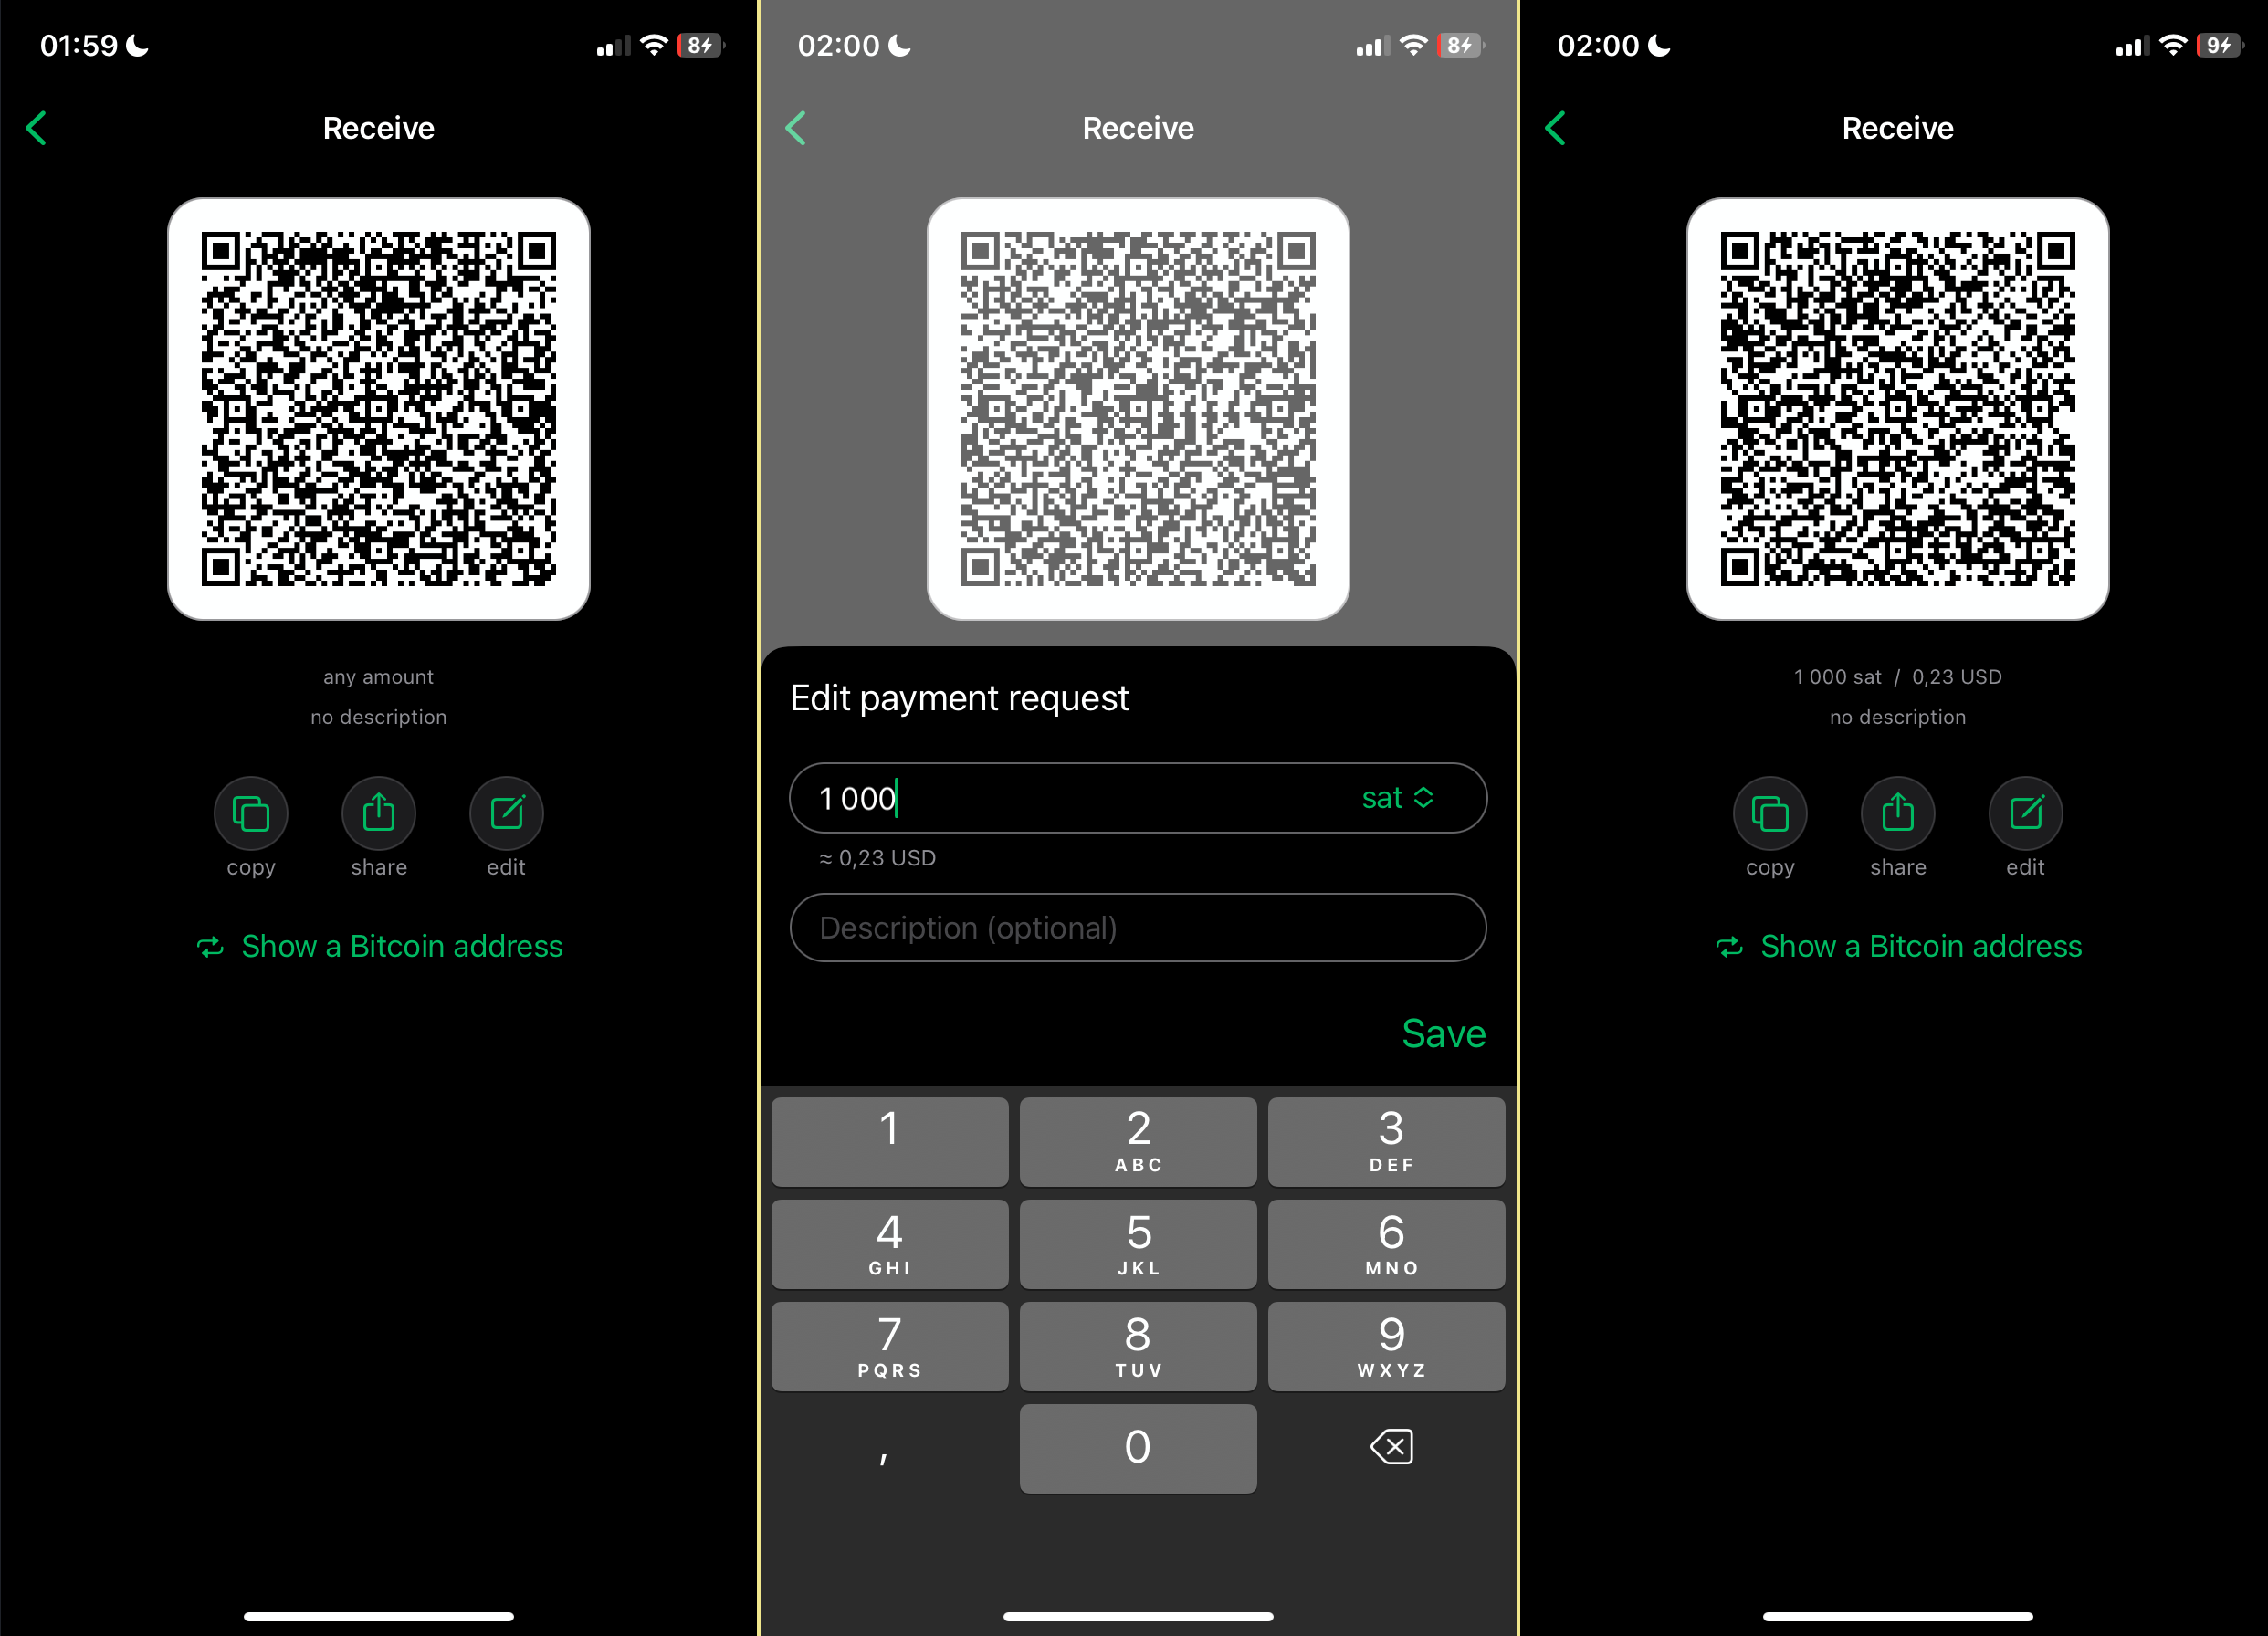 01:59
8
Receive
any amount
no description
copy share edit
Show a Bitcoin address
02:00
8
Receive
Edit payment request
1 000 sat
≈ 0,23 USD
Description (optional)
Save
1 2 3
ABC DEF
4 5 6
GHI JKL MNO
7 8 9
PQRS TUV WXYZ
, 0
02:00
9
Receive
1 000 sat / 0,23 USD
no description
copy share edit
Show a Bitcoin address